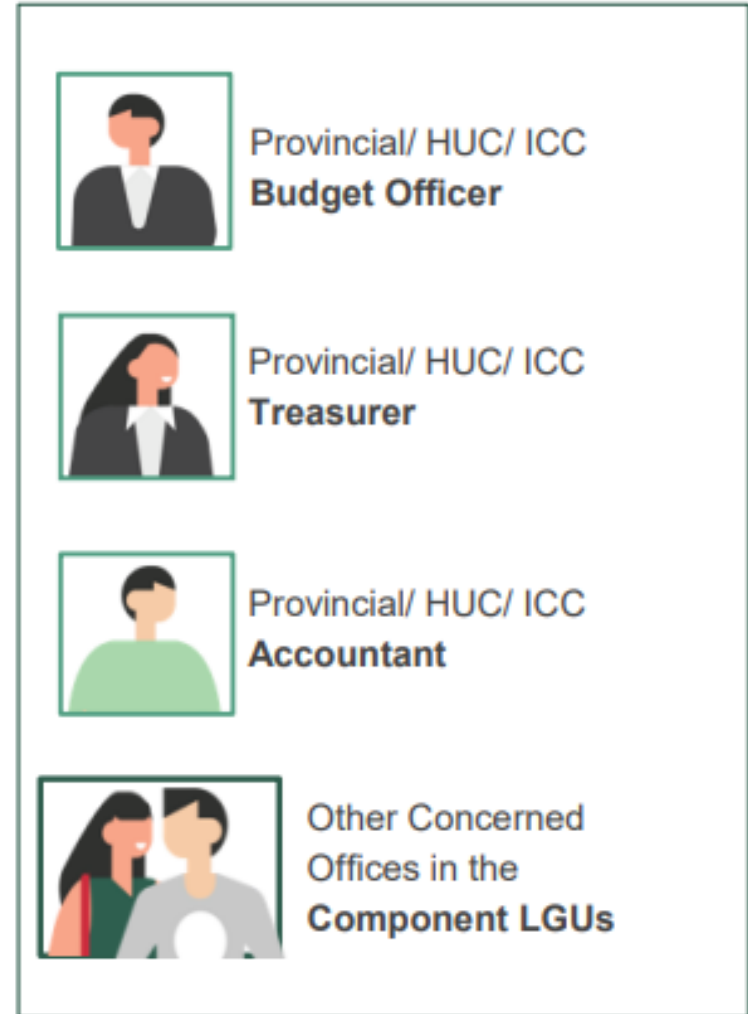 Provincial/ HUC/ ICC
Budget Officer
Provincial/ HUC/ ICC
Treasurer
Provincial/ HUC/ ICC
Accountant
Other Concerned
Offices in the
Component LGUs